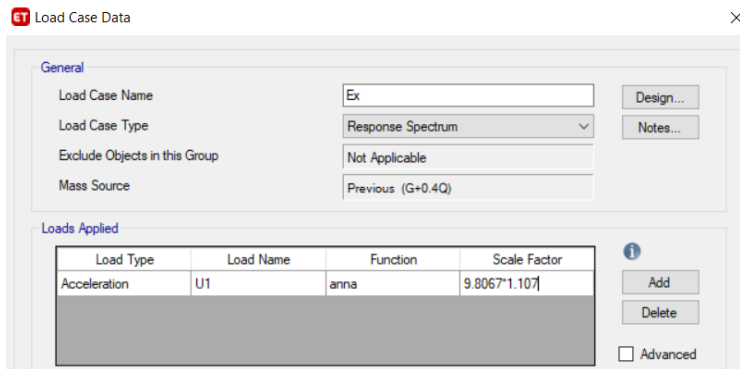 ET Load Case Data
General
Load Case Name Ex Design...
Load Case Type Response Spectrum Notes...
Exclude Objects in this Group Not Applicable
Mass Source Previous (G+0.4Q)
Loads Applied
Load Type Load Name Function Scale Factor
Acceleration U1 anna 9.8067*1.107 Add
Delete
Advanced